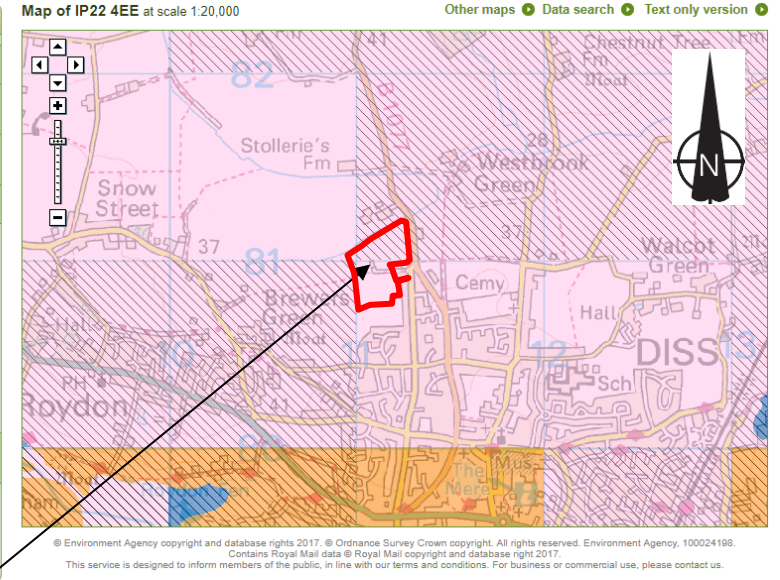 Map of IP22 4EE at scale 1:20,000
Other maps Data search Text only version
41
Chestnut Tree
Fm
Moat
82
B1077
N
Stollerie's
Fm
28
Westbrook
Green
Snow
Street
37
37
81
Walcot
Green
Cemy
Brewers
Green
Moat
Hall
Hall
10
11
12
DISS
13
PH
Sch
Roydon
41
80
Moat
The
Mere
Mus
ham
© Environment Agency copyright and database rights 2017. © Ordnance Survey Crown copyright. All rights reserved. Environment Agency, 100024198.
Contains Royal Mail data © Royal Mail copyright and database right 2017.
This service is designed to inform members of the public, in line with our terms and conditions. For business or commercial use, please contact us.